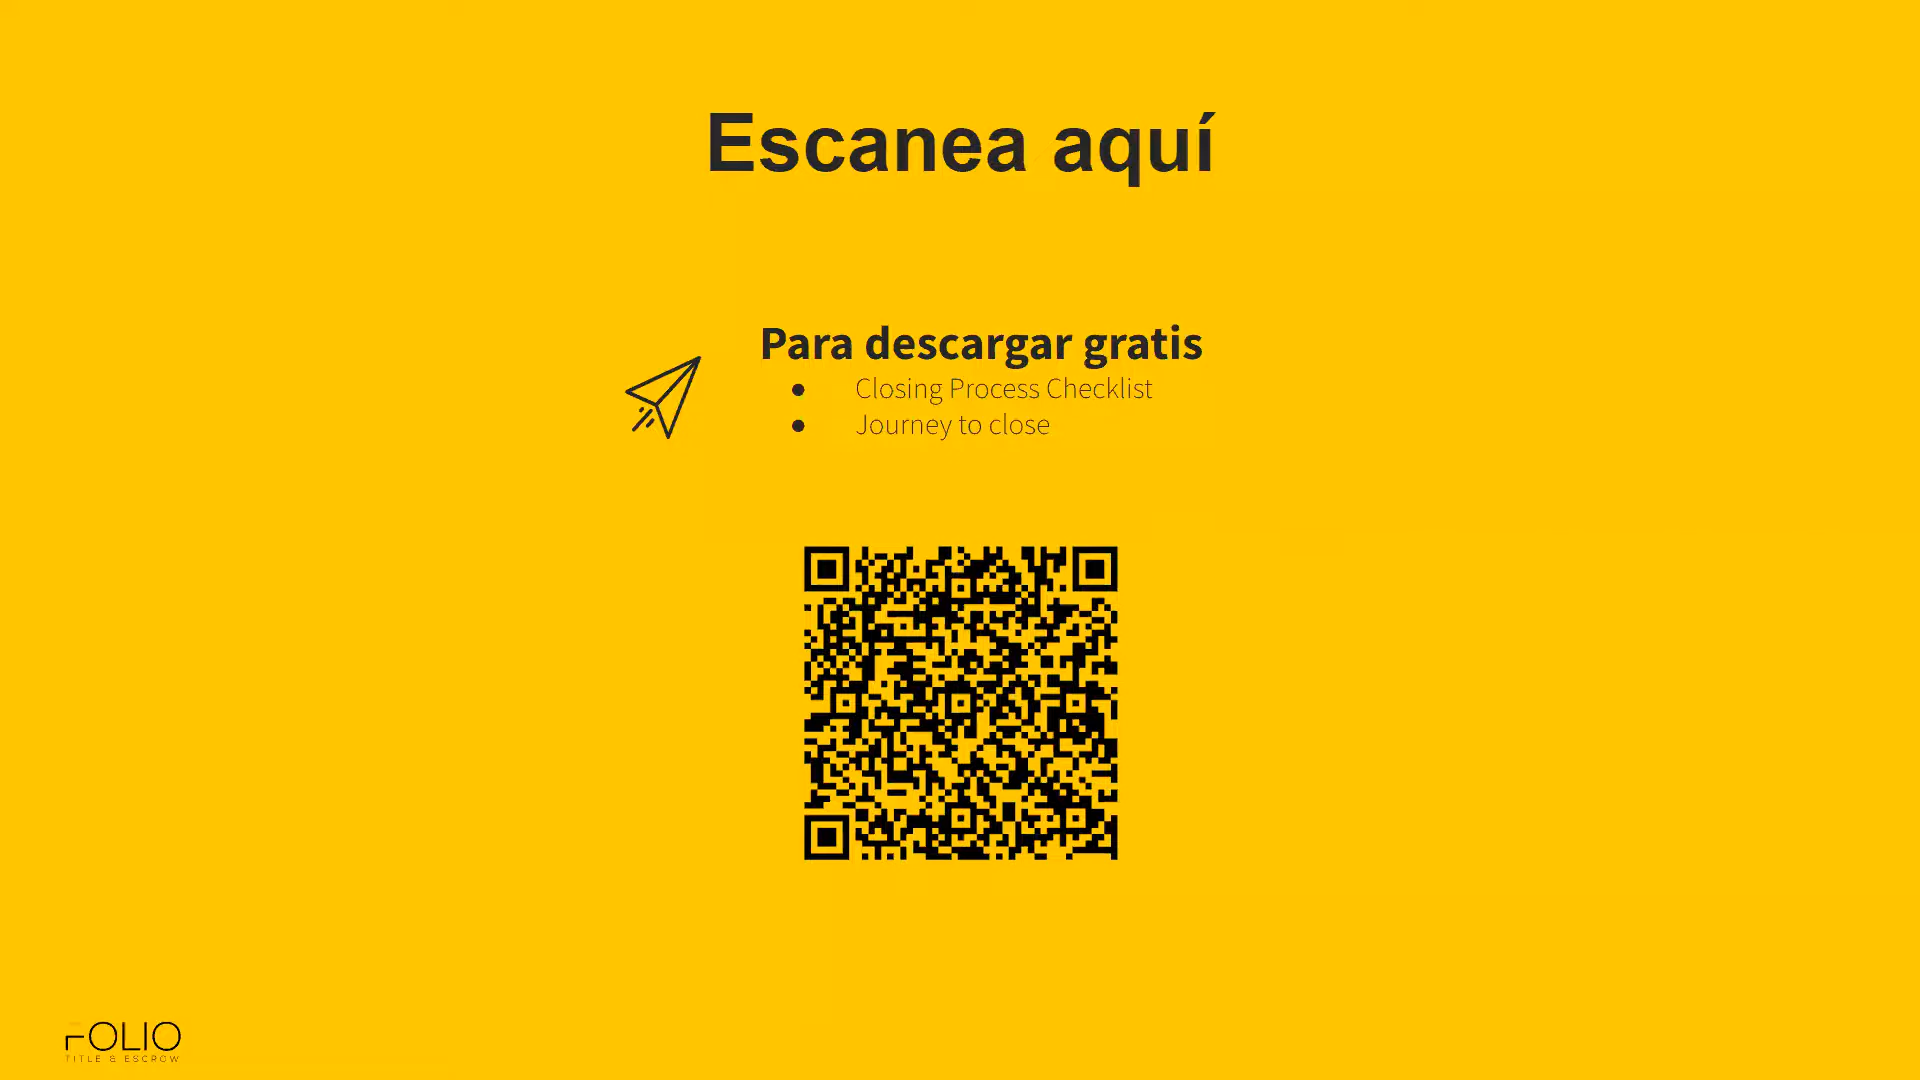 Escanea aquí
Para descargar gratis
● Closing Process Checklist
● Journey to close
FOLIO
TITLE & ESCROW